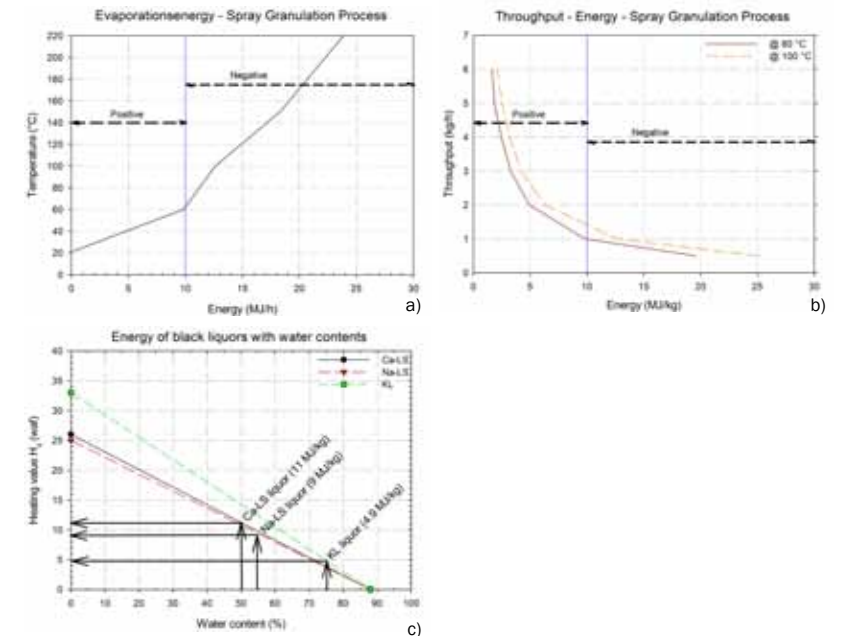 Evaporationsenergy - Spray Granulation Process
220
200
180
160
140
120
100
80
60
40
20
0
Temperature (°C)
Negative
Positive
0 5 10 15 20 25 30
Energy (MJ/h)
a)
Throughput - Energy - Spray Granulation Process
7
6
5
4
3
2
1
0
Throughput (kg/h)
@ 60 °C
@ 100 °C
Positive
Negative
0 5 10 15 20 25 30
Energy (MJ/kg)
b)
Energy of black liquors with water contents
40
35
30
25
20
15
10
5
0
Heating value H (waf)
Ca-LS
Na-LS
KL
Ca-LS liquor (11 MJ/kg)
Na-LS liquor (9 MJ/kg)
KL liquor (4.9 MJ/kg)
0 10 20 30 40 50 60 70 80 90 100
Water content (%)
c)